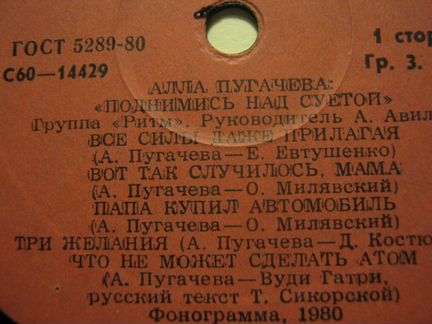 ГОСТ 5289-80
1 стор
С60—14429
Гр. 3.
АЛЛА ПУГАЧЕВА:
«ПОДНИМИСЬ НАД СУЕТОЙ»
Группа «Ритм». Руководитель А. Авил
ВСЕ СИЛЫ ДАЖЕ ПРИЛАГАЯ
(А. Пугачева—Е. Евтушенко)
ВОТ ТАК СЛУЧИЛОСЬ, МАМА
(А. Пугачева—О. Милявский)
ПАПА КУПИЛ АВТОМОБИЛЬ
(А. Пугачева—О. Милявский)
ТРИ ЖЕЛАНИЯ (А. Пугачева—Д. Костю
ЧТО НЕ МОЖЕТ СДЕЛАТЬ АТОМ
(А. Пугачева—Вуди Гатри,
русский текст Т. Сикорской)
Фонограмма, 1980